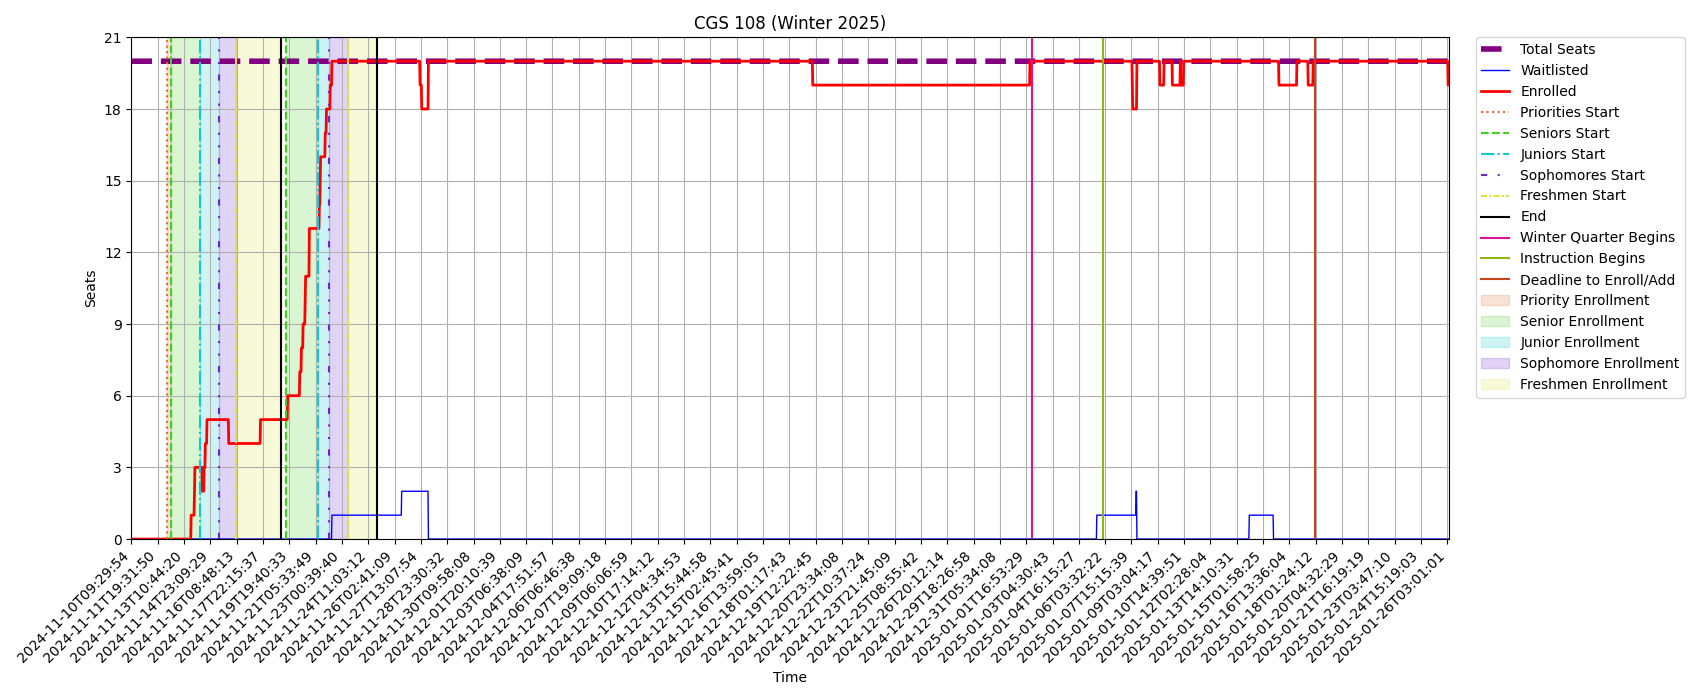 CGS 108 (Winter 2025)
21
18
15
12
9
6
3
0
Seats
2024-11-10T09:29:54
2024-11-11T19:31:50
2024-11-13T10:44:20
2024-11-14T23:09:29
2024-11-16T08:48:13
2024-11-17T22:15:37
2024-11-19T19:40:33
2024-11-21T05:33:49
2024-11-23T00:39:40
2024-11-24T11:03:12
2024-11-26T02:41:09
2024-11-27T13:07:54
2024-11-28T23:30:32
2024-11-30T09:58:08
2024-12-01T20:10:39
2024-12-03T06:38:09
2024-12-04T17:51:57
2024-12-06T06:46:38
2024-12-07T19:09:18
2024-12-09T06:06:59
2024-12-10T17:14:12
2024-12-12T04:34:53
2024-12-13T15:44:58
2024-12-15T02:45:41
2024-12-16T13:59:05
2024-12-18T01:17:43
2024-12-19T12:22:45
2024-12-20T23:34:08
2024-12-22T10:37:24
2024-12-23T21:45:09
2024-12-25T08:55:42
2024-12-26T20:12:14
2024-12-29T18:26:58
2024-12-31T05:34:08
2025-01-01T16:53:29
2025-01-03T04:30:43
2025-01-04T16:15:27
2025-01-06T03:32:22
2025-01-07T15:15:39
2025-01-09T03:04:17
2025-01-10T14:39:51
2025-01-12T02:28:04
2025-01-13T14:10:31
2025-01-15T01:58:25
2025-01-16T13:36:04
2025-01-18T01:24:12
2025-01-20T04:32:29
2025-01-21T16:19:19
2025-01-23T03:47:10
2025-01-24T15:19:03
2025-01-26T03:01:01
Time
Total Seats
Waitlisted
Enrolled
Priorities Start
Seniors Start
Juniors Start
Sophomores Start
Freshmen Start
End
Winter Quarter Begins
Instruction Begins
Deadline to Enroll/Add
Priority Enrollment
Senior Enrollment
Junior Enrollment
Sophomore Enrollment
Freshmen Enrollment